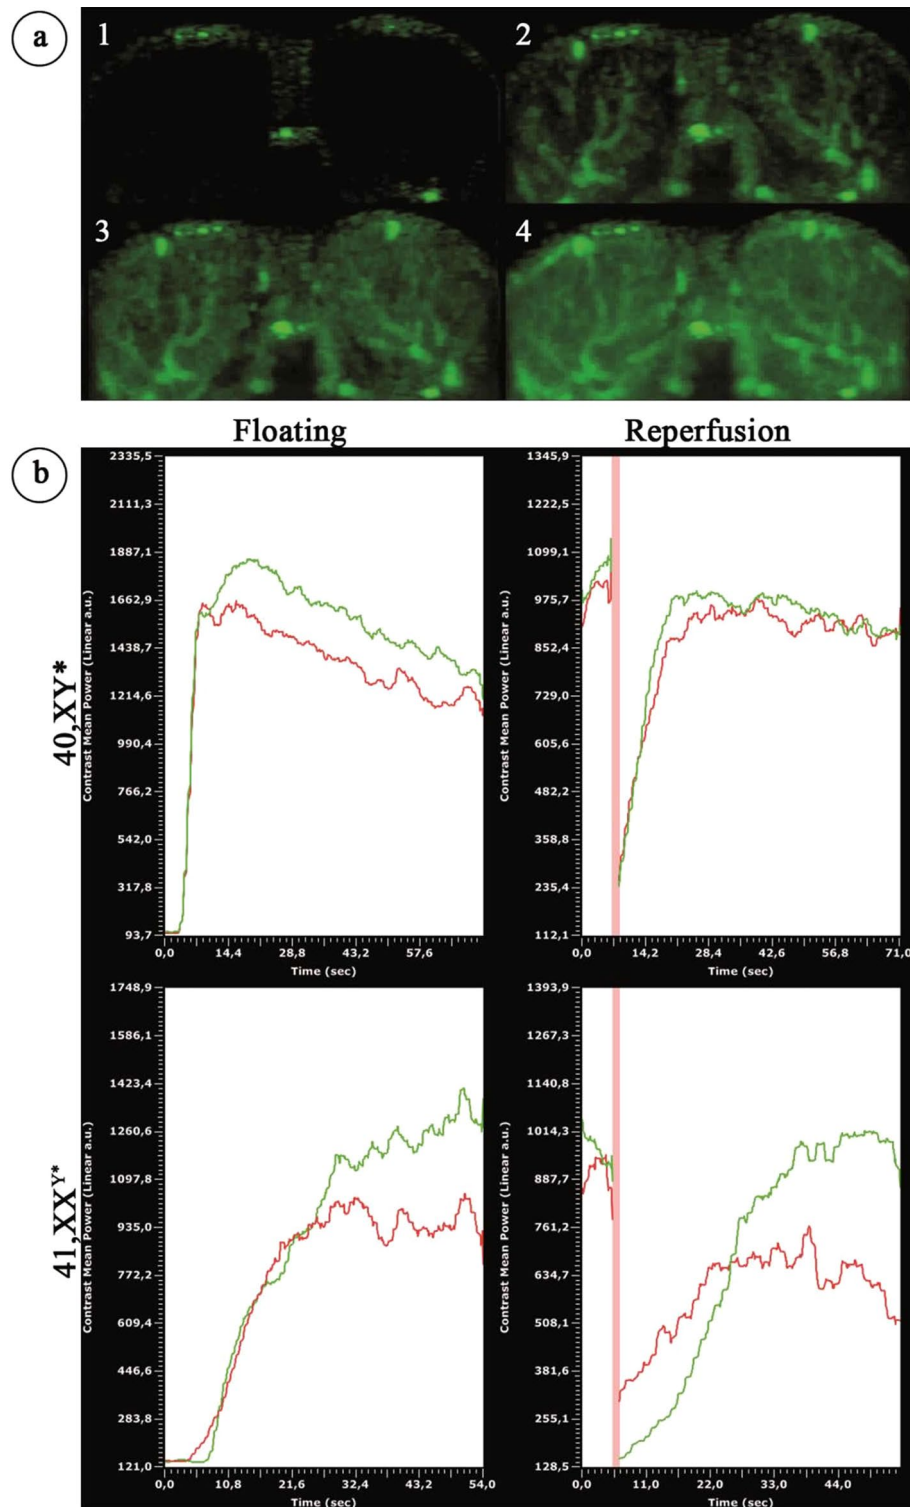 a
1
2
3
4
Floating
Reperfusion
b
40,XY*
Contrast Mean Power (Linear a.u.)
2335,5
2111,3
1887,1
1662,9
1438,7
1214,6
990,4
766,2
542,0
317,8
93,7
0,0 14,4 28,8 43,2 57,6
Time (sec)
Contrast Mean Power (Linear a.u.)
1345,9
1222,5
1099,1
975,7
852,4
729,0
605,6
482,2
358,8
235,4
112,1
0,0 14,2 28,4 42,6 56,8 71,0
Time (sec)
41,XXY*
Contrast Mean Power (Linear a.u.)
1748,9
1586,1
1423,4
1260,6
1097,8
935,0
772,2
609,4
446,6
283,8
121,0
0,0 10,8 21,6 32,4 43,2 54,0
Time (sec)
Contrast Mean Power (Linear a.u.)
1393,9
1267,3
1140,8
1014,3
887,7
761,2
634,7
508,1
381,6
255,1
128,5
0,0 11,0 22,0 33,0 44,0
Time (sec)